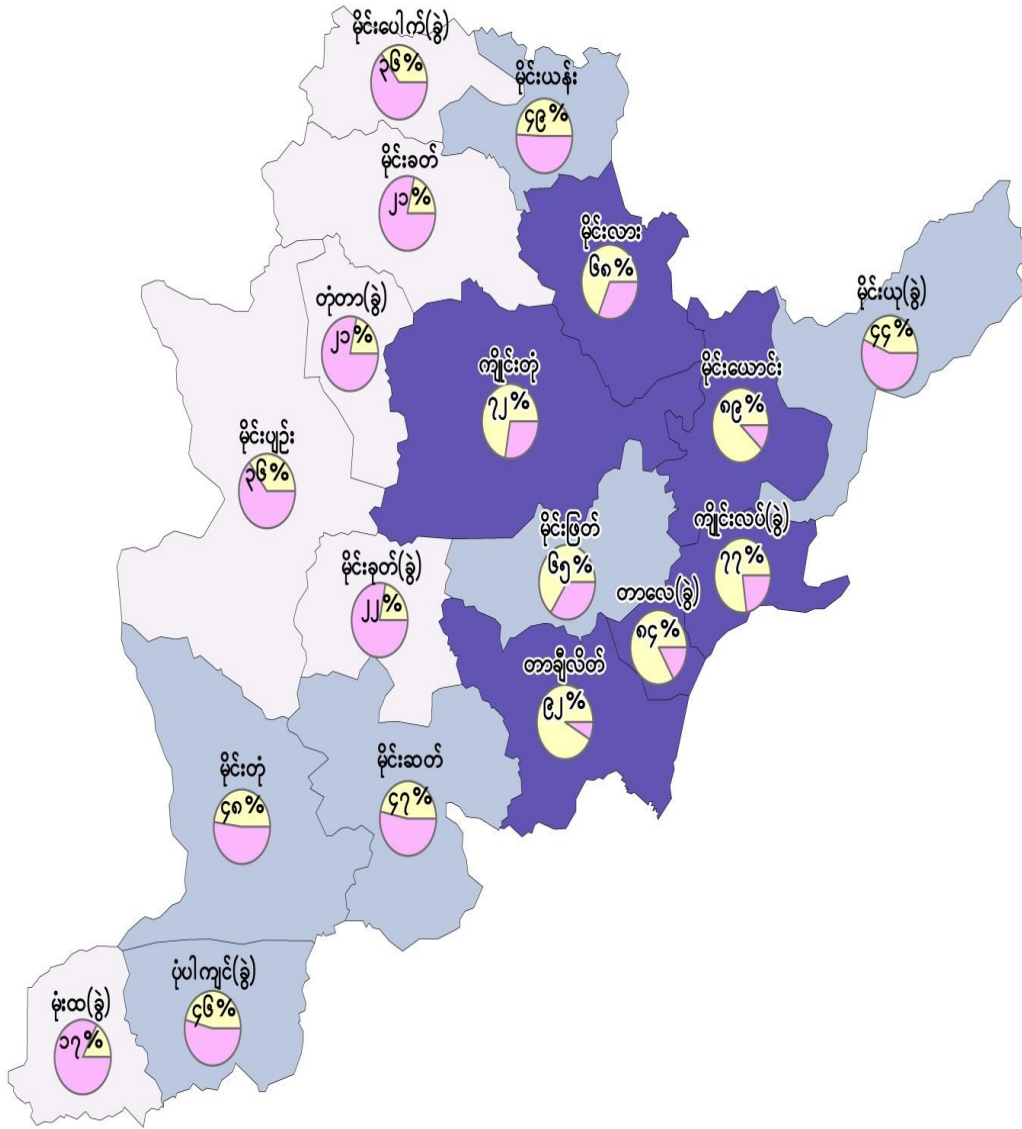 မိုင်းပေါက်(ခွဲ)
၃၆%
မိုင်းယန်း
၄၉%
မိုင်းခတ်
၂၁%
မိုင်းလား
၆၈%
တုံတာ(ခွဲ)
၂၁%
မိုင်းယု(ခွဲ)
၄၄%
ကျိုင်းတုံ
၇၂%
မိုင်းယောင်း
၈၉%
မိုင်းပျဉ်း
၃၆%
ကျိုင်းလပ်(ခွဲ)
၇၇%
မိုင်းဖြတ်
၆၅%
မိုင်းခုတ်(ခွဲ)
၂၂%
တာလေ(ခွဲ)
၈၄%
တာချီလိတ်
၉၂%
မိုင်းတုံ
၄၈%
မိုင်းဆတ်
၄၇%
ပုံပါကျင်(ခွဲ)
၄၆%
မုံးထ(ခွဲ)
၁၇%